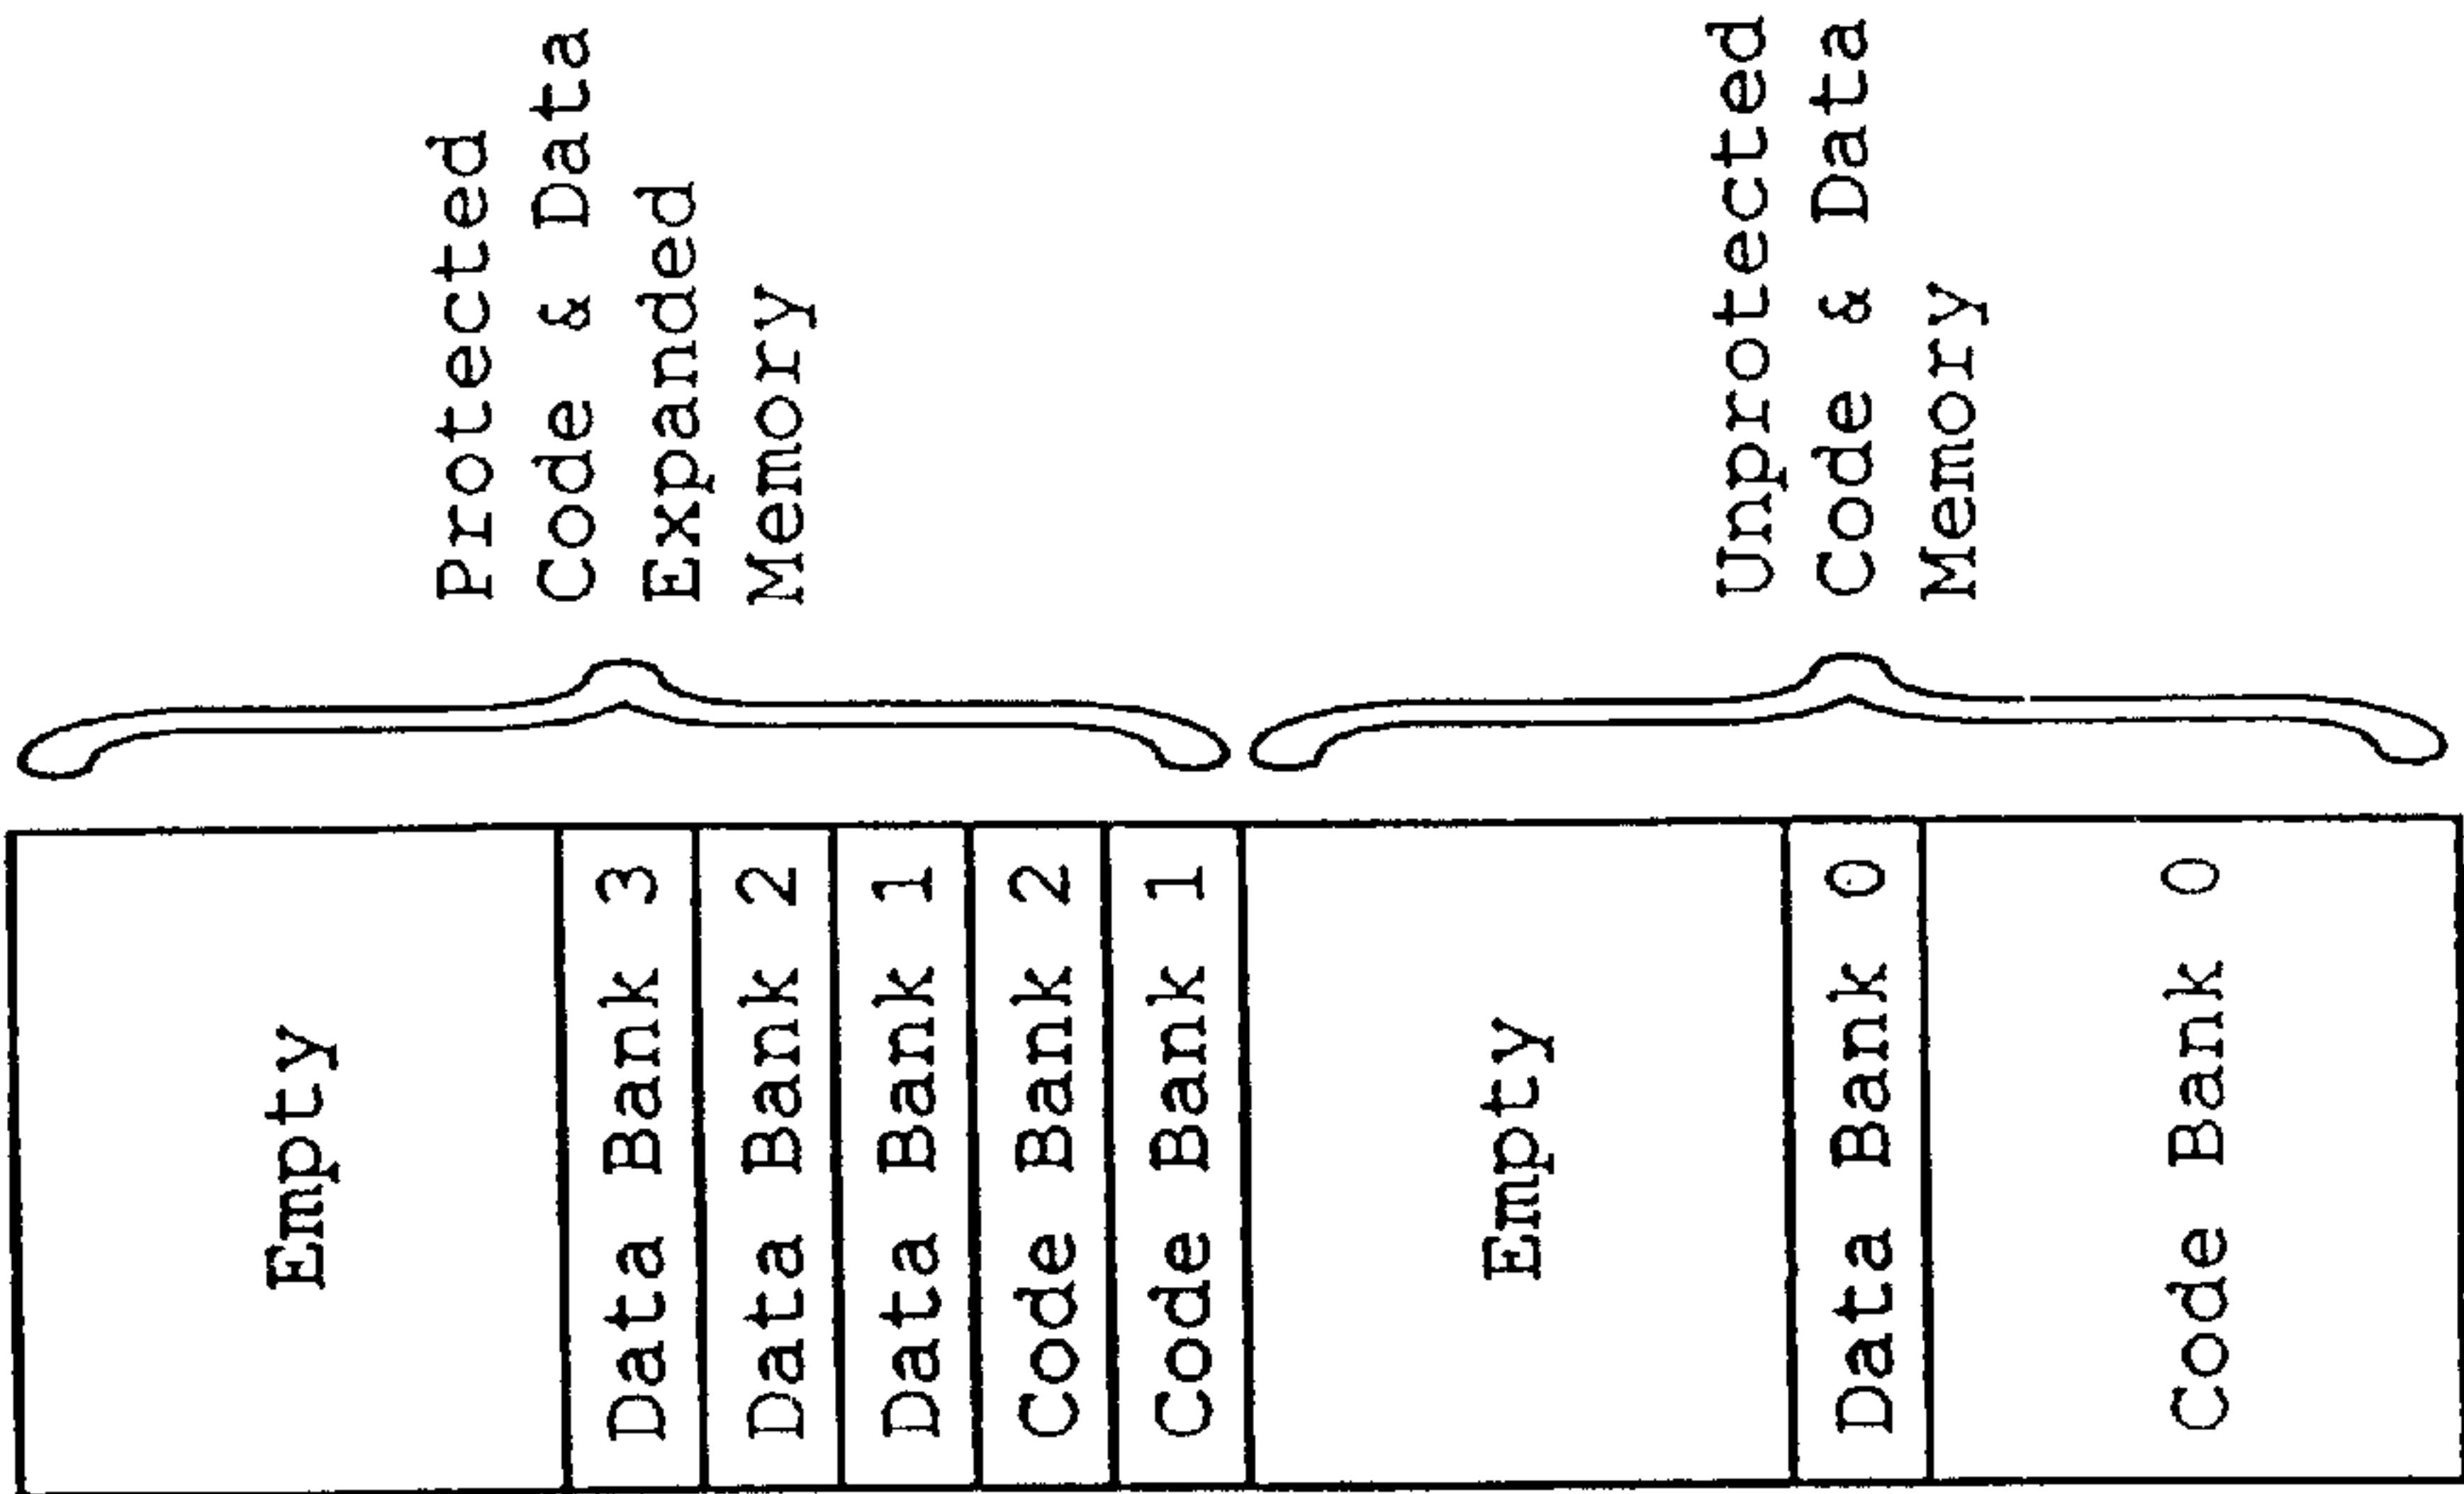 Empty
Data Bank 3
Data Bank 2
Data Bank 1
Code Bank 2
Code Bank 1
Empty
Data Bank 0
Code Bank 0
Protected
Code & Data
Expanded
Memory
Unprotected
Code & Data
Memory